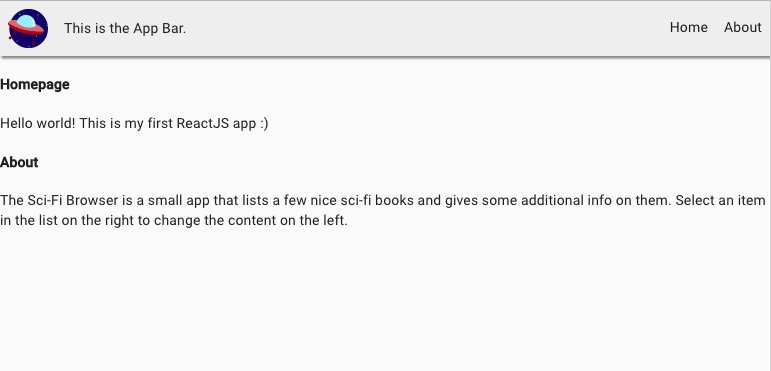 This is the App Bar.
Home
About
Homepage
Hello world! This is my first ReactJS app :)
About
The Sci-Fi Browser is a small app that lists a few nice sci-fi books and gives some additional info on them. Select an item
in the list on the right to change the content on the left.